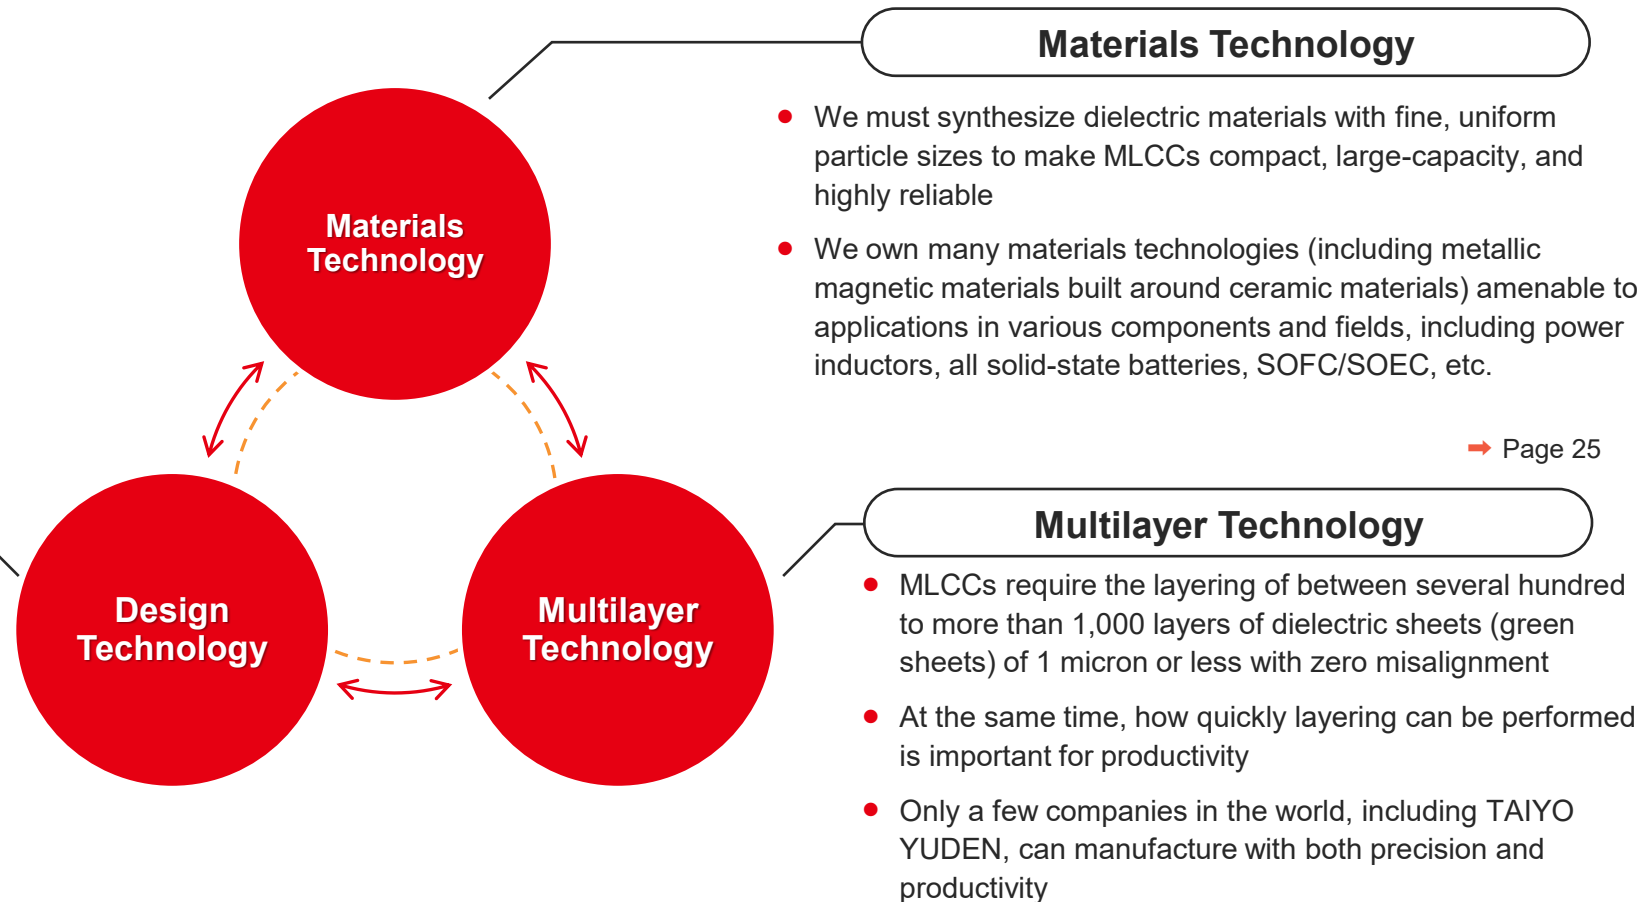 Materials Technology
We must synthesize dielectric materials with fine, uniform
particle sizes to make MLCCs compact, large-capacity, and
highly reliable
We own many materials technologies (including metallic
magnetic materials built around ceramic materials) amenable to
applications in various components and fields, including power
inductors, all solid-state batteries, SOFC/SOEC, etc.
Page 25
Materials
Technology
Design
Technology
Multilayer
Technology
Multilayer Technology
MLCCs require the layering of between several hundred
to more than 1,000 layers of dielectric sheets (green
sheets) of 1 micron or less with zero misalignment
At the same time, how quickly layering can be performed
is important for productivity
Only a few companies in the world, including TAIYO
YUDEN, can manufacture with both precision and
productivity